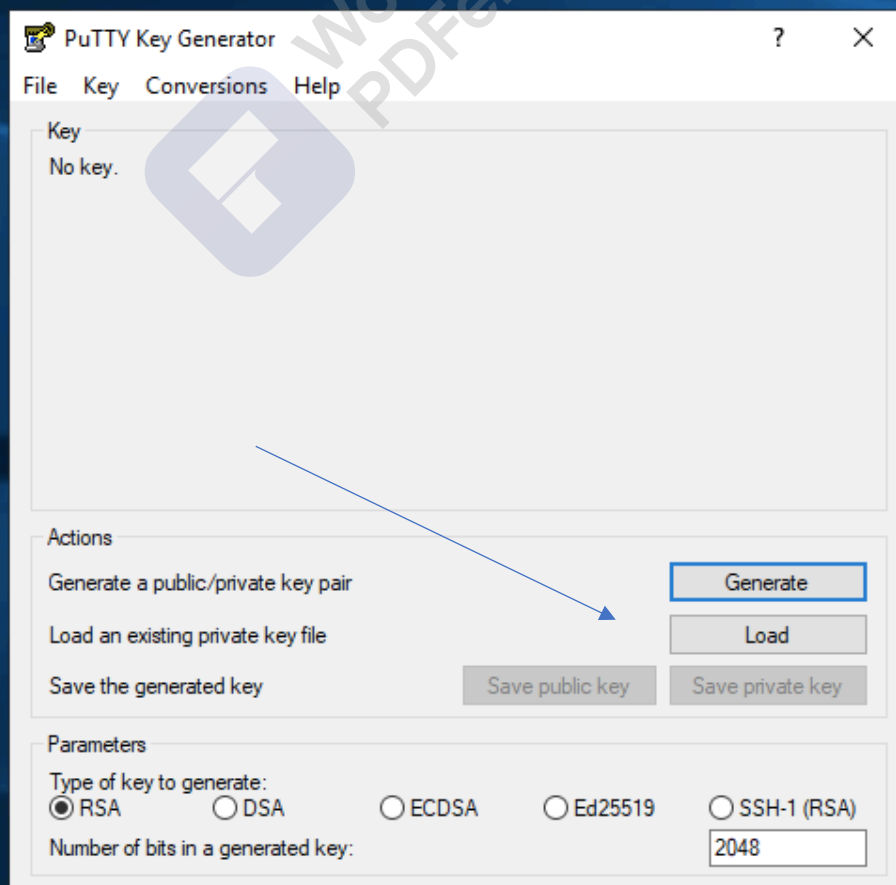 PuTTY Key Generator ?
File Key Conversions Help
Key
No key.
Actions
Generate a public/private key pair Generate
Load an existing private key file Load
Save the generated key Save public key Save private key
Parameters
Type of key to generate:
RSA DSA ECDSA Ed25519 SSH-1 (RSA)
Number of bits in a generated key: 2048